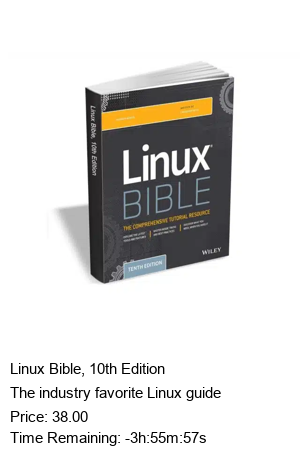 Linux Bible, 10th Edition
Linux®
BIBLE
THE COMPREHENSIVE TUTORIAL RESOURCE
WILEY
TENTH EDITION
Linux Bible, 10th Edition
The industry favorite Linux guide
Price: 38.00
Time Remaining: -3h:55m:57s